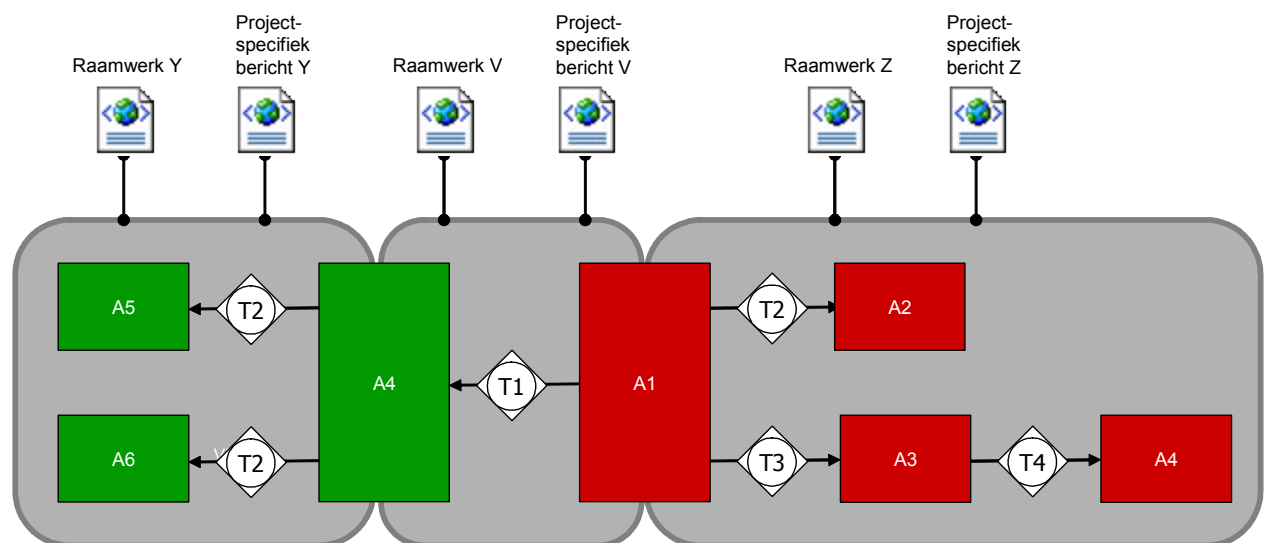 Raamwerk Y
Project-
specifiek
bericht Y
Raamwerk V
Project-
specifiek
bericht V
Raamwerk Z
Project-
specifiek
bericht Z
A5
T2
A4
T1
A1
T2
A2
A6
V
T2
T3
A3
T4
A4